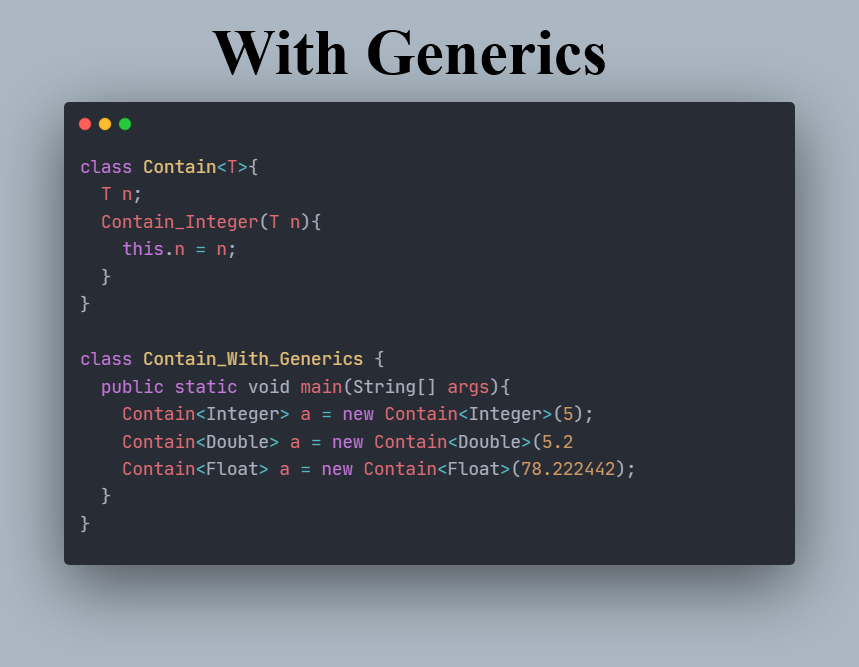 With Generics
class Contain<T>{
  T n;
  Contain_Integer(T n){
    this.n = n;
  }
}
class Contain_With_Generics {
  public static void main(String[] args){
    Contain<Integer> a = new Contain<Integer>(5);
    Contain<Double> a = new Contain<Double>(5.2
    Contain<Float> a = new Contain<Float>(78.222442);
  }
}